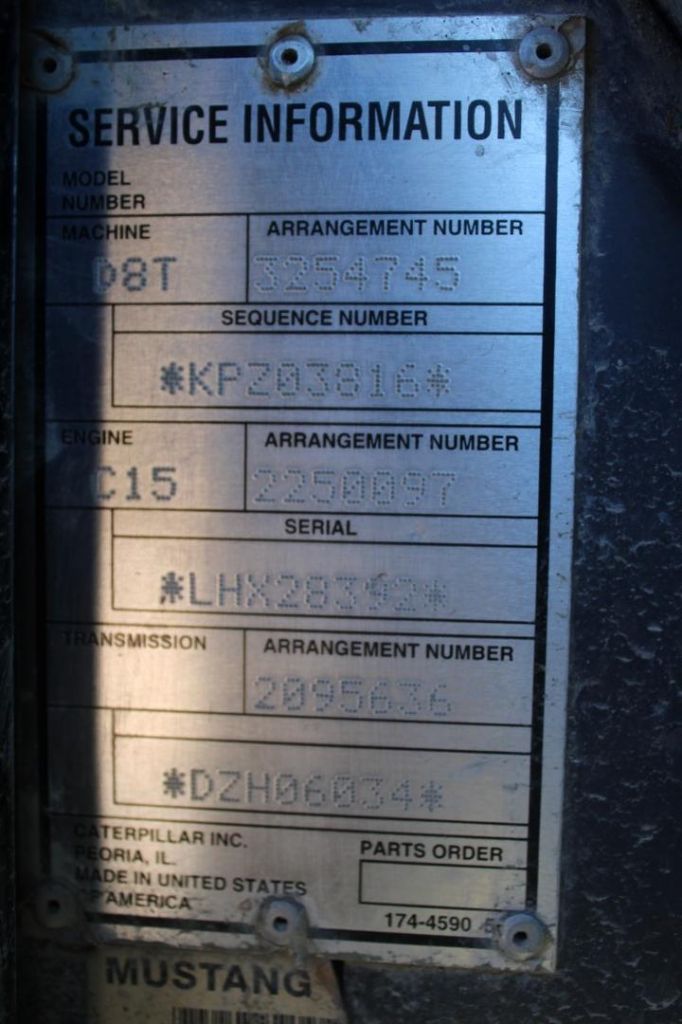 SERVICE INFORMATION
MODEL
NUMBER
MACHINE ARRANGEMENT NUMBER
D8T 3254745
SEQUENCE NUMBER
*KPZ03816*
ENGINE ARRANGEMENT NUMBER
C15 2250097
SERIAL
*LHX28392*
TRANSMISSION ARRANGEMENT NUMBER
2095636
*DZH06034*
CATERPILLAR INC.
PEORIA, IL.
MADE IN UNITED STATES
OF AMERICA
PARTS ORDER
174-4590
MUSTANG